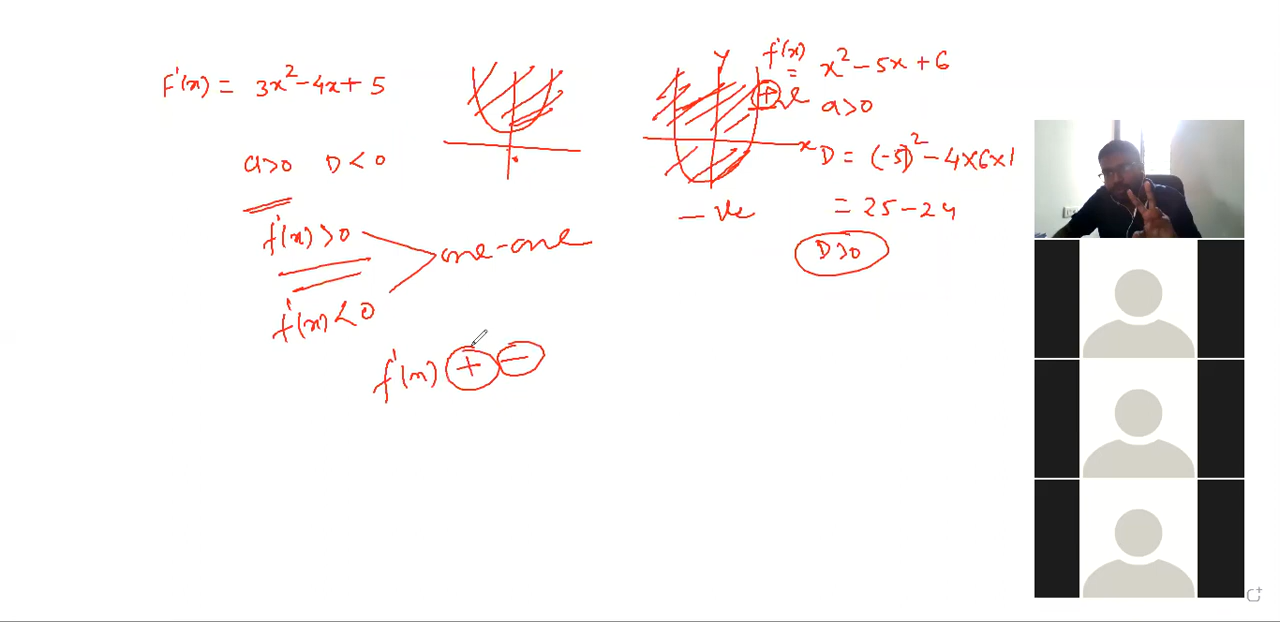 F'(x) = 3x² - 4x + 5
a>0 D < 0
f'(x) > 0
f'(x) < 0
one-one
f'(x) + -
y
x
+ve
- ve
f'(x)
= x² - 5x + 6
a>0
D = (-5)² - 4×6×1
= 25 - 24
D>0